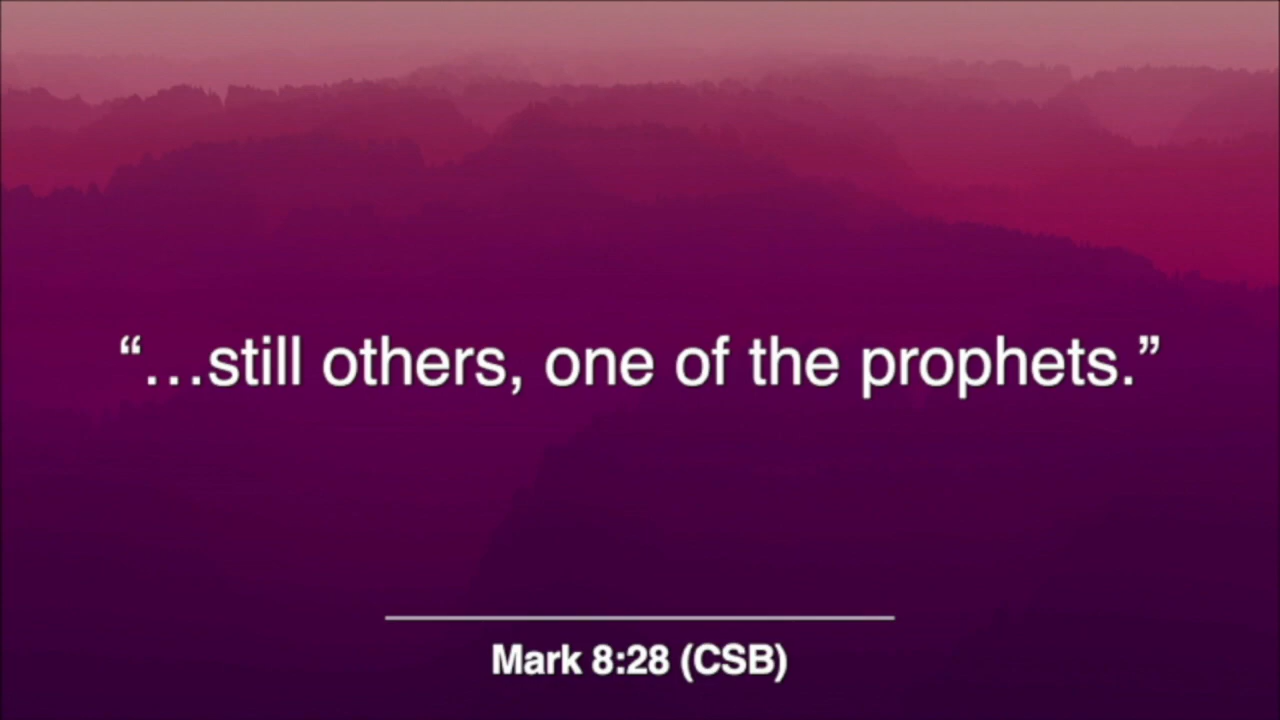 “…still others, one of the prophets.”
Mark 8:28 (CSB)